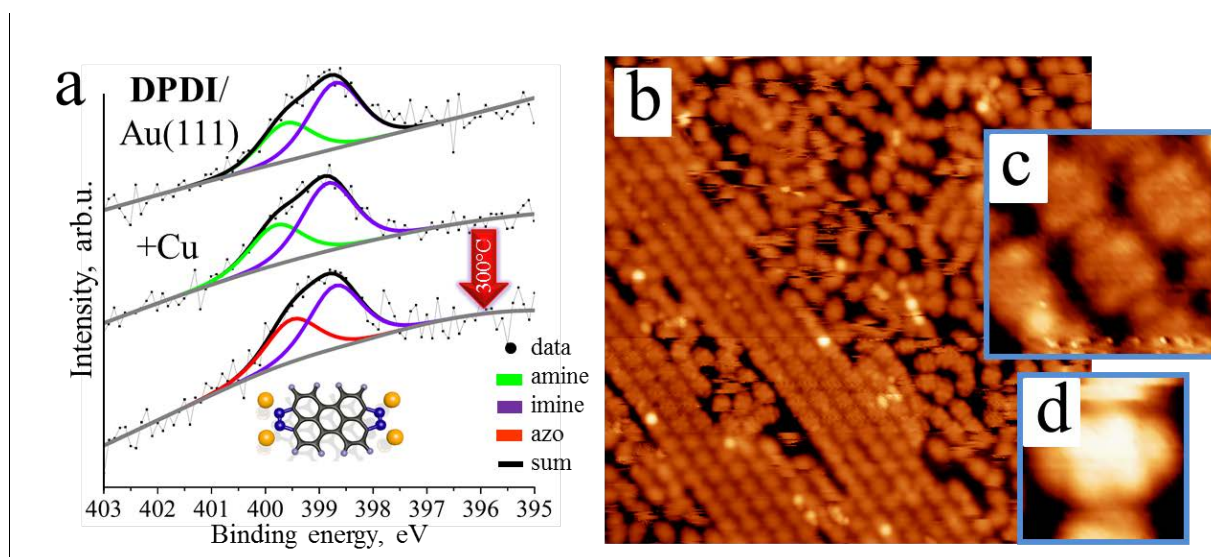 a
DPDI/
Au(111)
+Cu
300°C
Intensity, arb.u.
data
amine
imine
azo
sum
403 402 401 400 399 398 397 396 395
Binding energy, eV
b
c
d